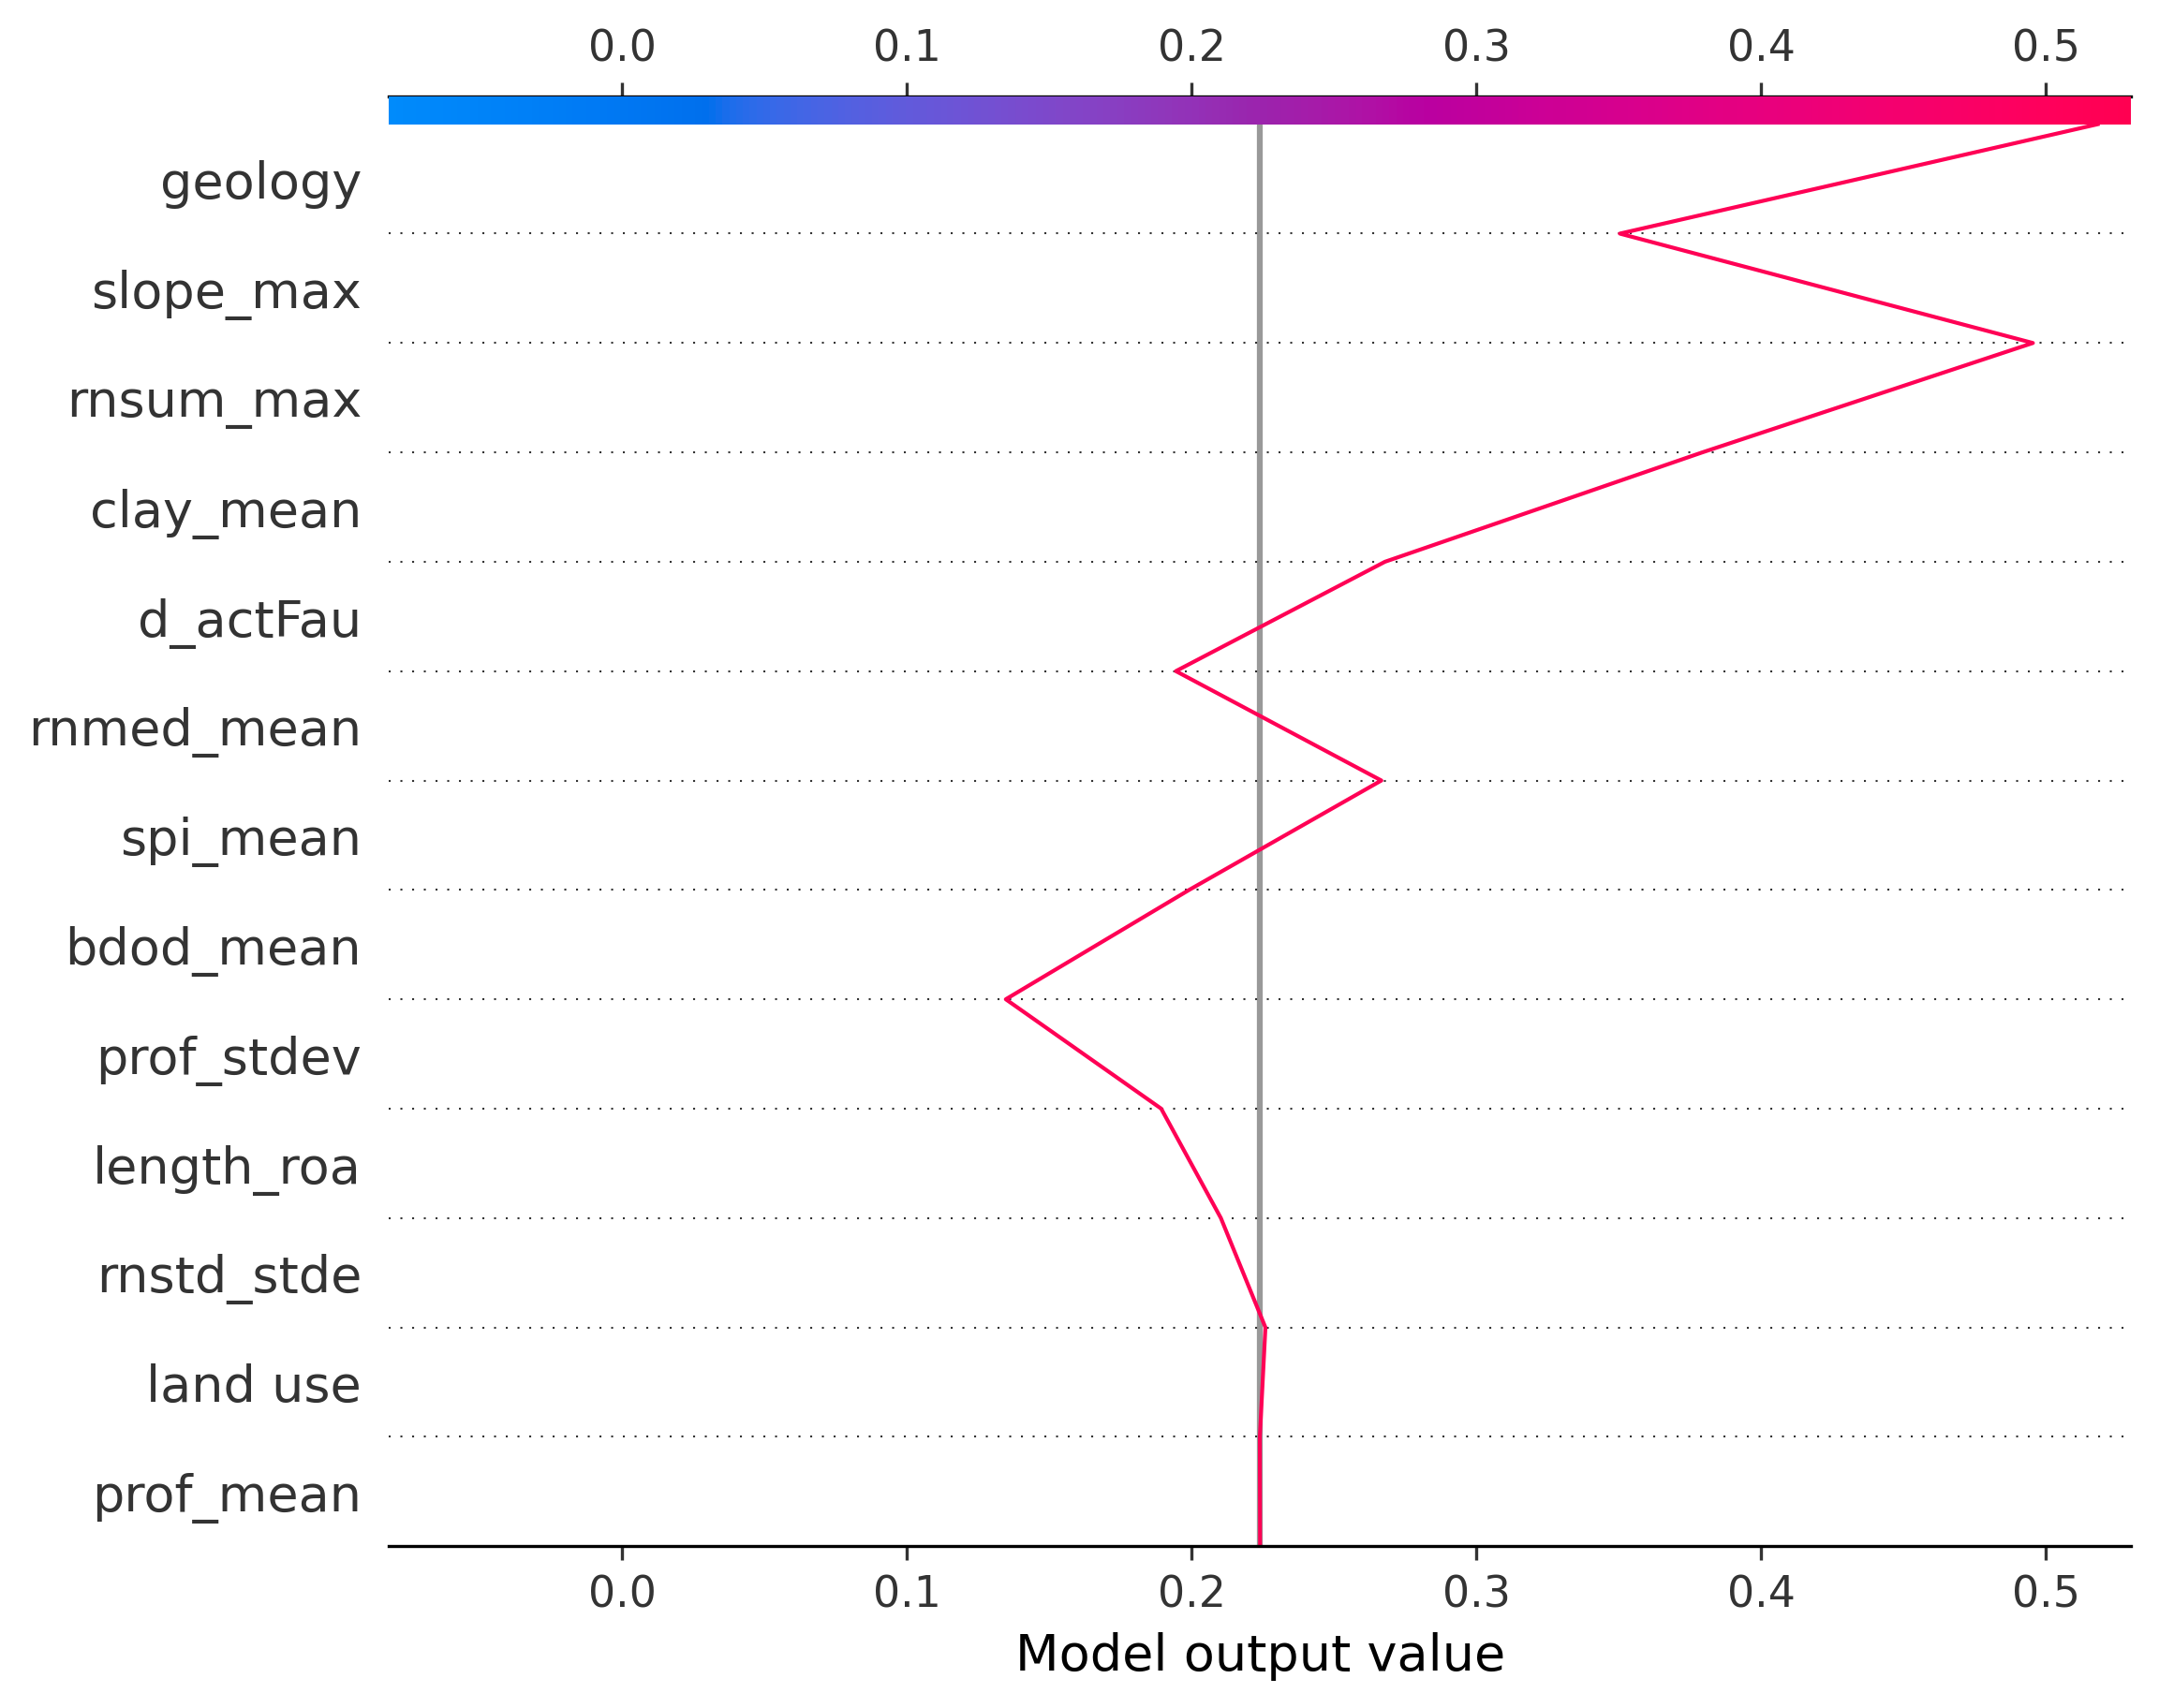 0.0 0.1 0.2 0.3 0.4 0.5
geology
slope_max
rnsum_max
clay_mean
d_actFau
rnmed_mean
spi_mean
bdod_mean
prof_stdev
length_roa
rnstd_stde
land use
prof_mean
0.0 0.1 0.2 0.3 0.4 0.5
Model output value